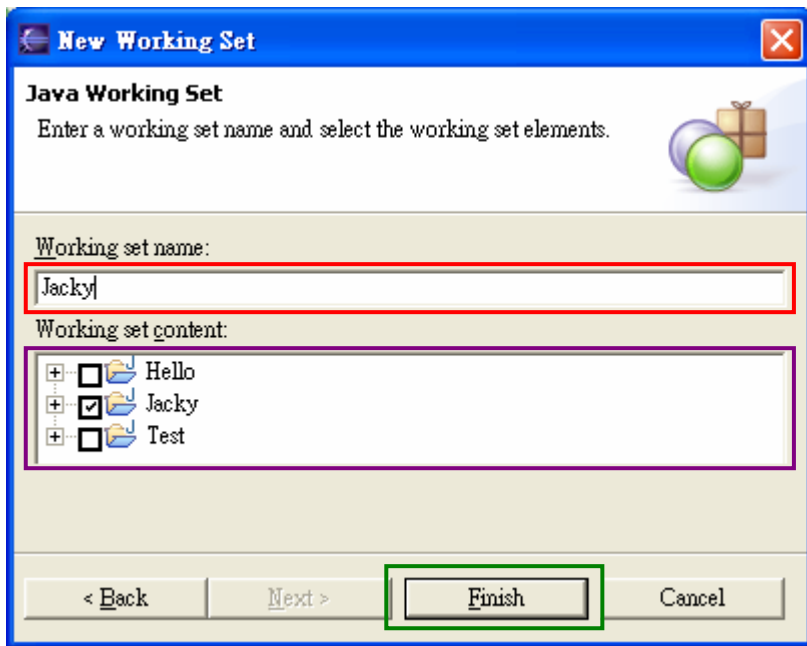 New Working Set
Java Working Set
Enter a working set name and select the working set elements.
Working set name:
Jacky
Working set content:
Hello
Jacky
Test
< Back
Next >
Finish
Cancel